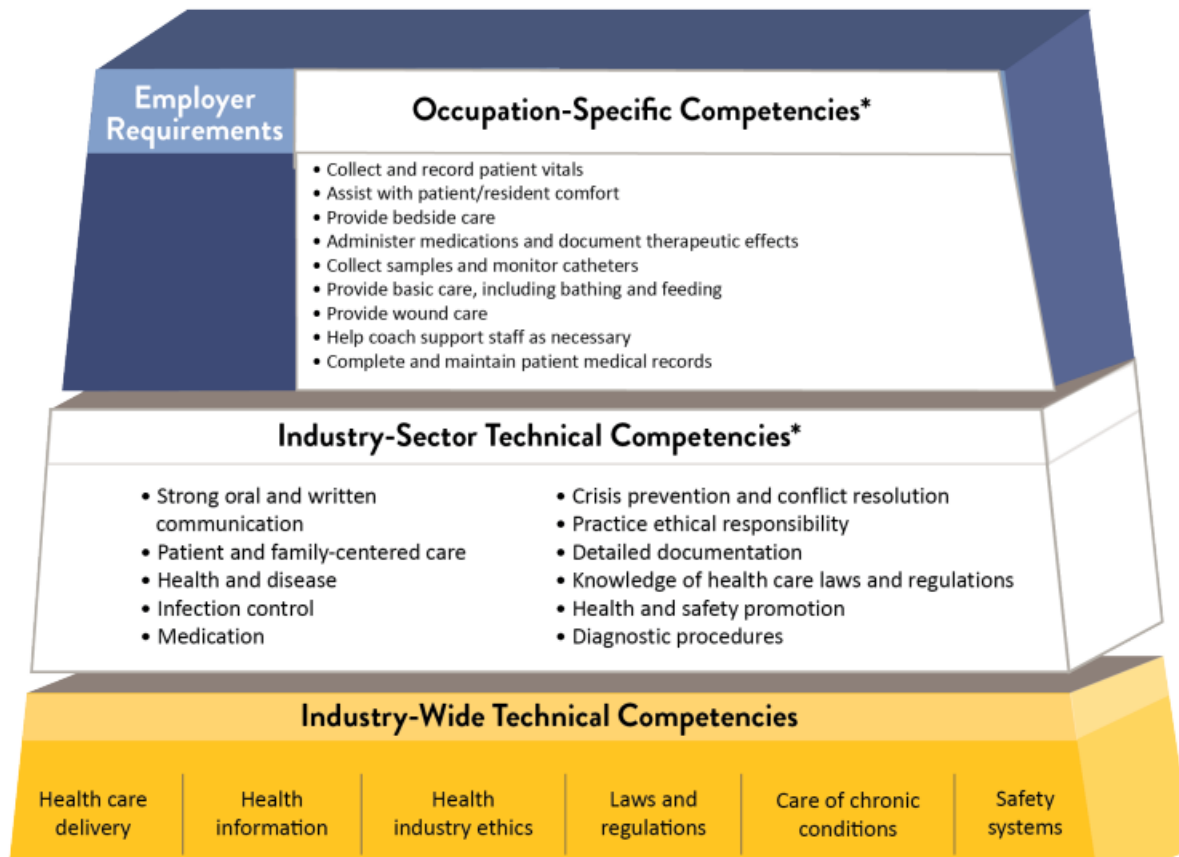 Employer
Requirements
Occupation-Specific Competencies*
• Collect and record patient vitals
• Assist with patient/resident comfort
• Provide bedside care
• Administer medications and document therapeutic effects
• Collect samples and monitor catheters
• Provide basic care, including bathing and feeding
• Provide wound care
• Help coach support staff as necessary
• Complete and maintain patient medical records
Industry-Sector Technical Competencies*
• Strong oral and written
communication
• Patient and family-centered care
• Health and disease
• Infection control
• Medication
• Crisis prevention and conflict resolution
• Practice ethical responsibility
• Detailed documentation
• Knowledge of health care laws and regulations
• Health and safety promotion
• Diagnostic procedures
Industry-Wide Technical Competencies
Health care
delivery
Health
information
Health
industry ethics
Laws and
regulations
Care of chronic
conditions
Safety
systems